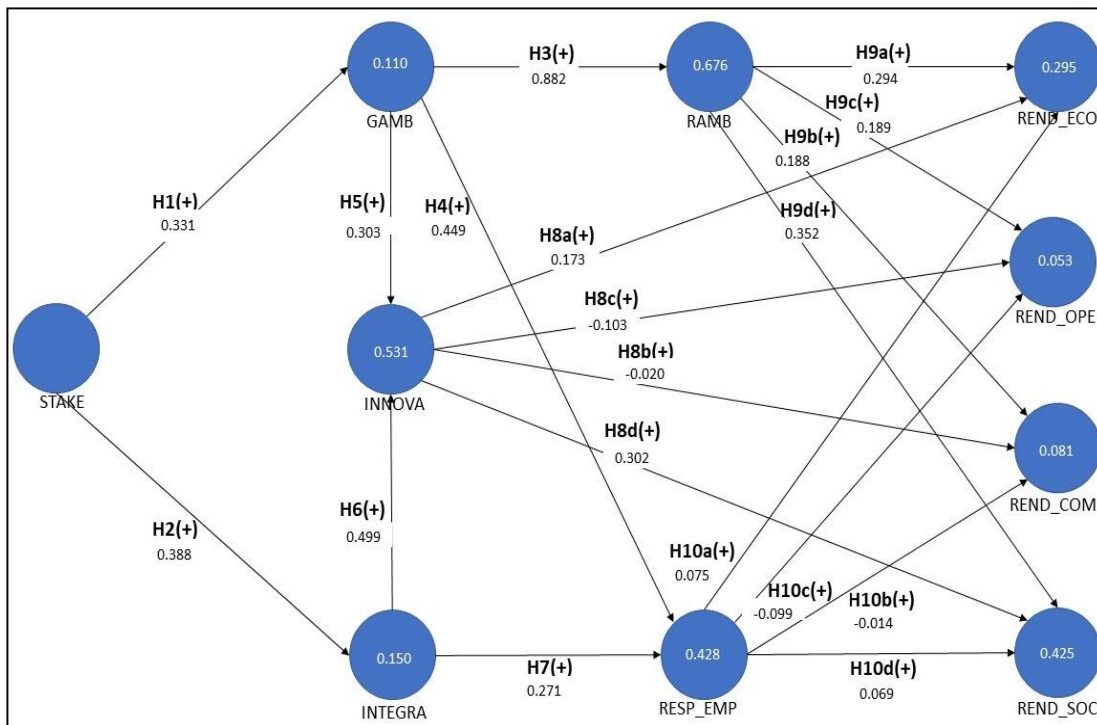 0.110
GAMB
H3(+)
0.882
0.676
RAMB
H9a(+)
0.294
0.295
REND_ECO
H9c(+)
0.189
H9b(+)
0.188
H1(+)
0.331
H5(+)
0.303
H4(+)
0.449
H9d(+)
0.352
H8a(+)
0.173
0.053
REND_OPE
H8c(+)
-0.103
STAKE
0.531
INNOVA
H8b(+)
-0.020
H8d(+)
0.302
0.081
REND_COM
H2(+)
0.388
H6(+)
0.499
H10a(+)
0.075
H10c(+)
-0.099
H10b(+)
-0.014
0.150
INTEGRA
H7(+)
0.271
0.428
RESP_EMP
H10d(+)
0.069
0.425
REND_SOC